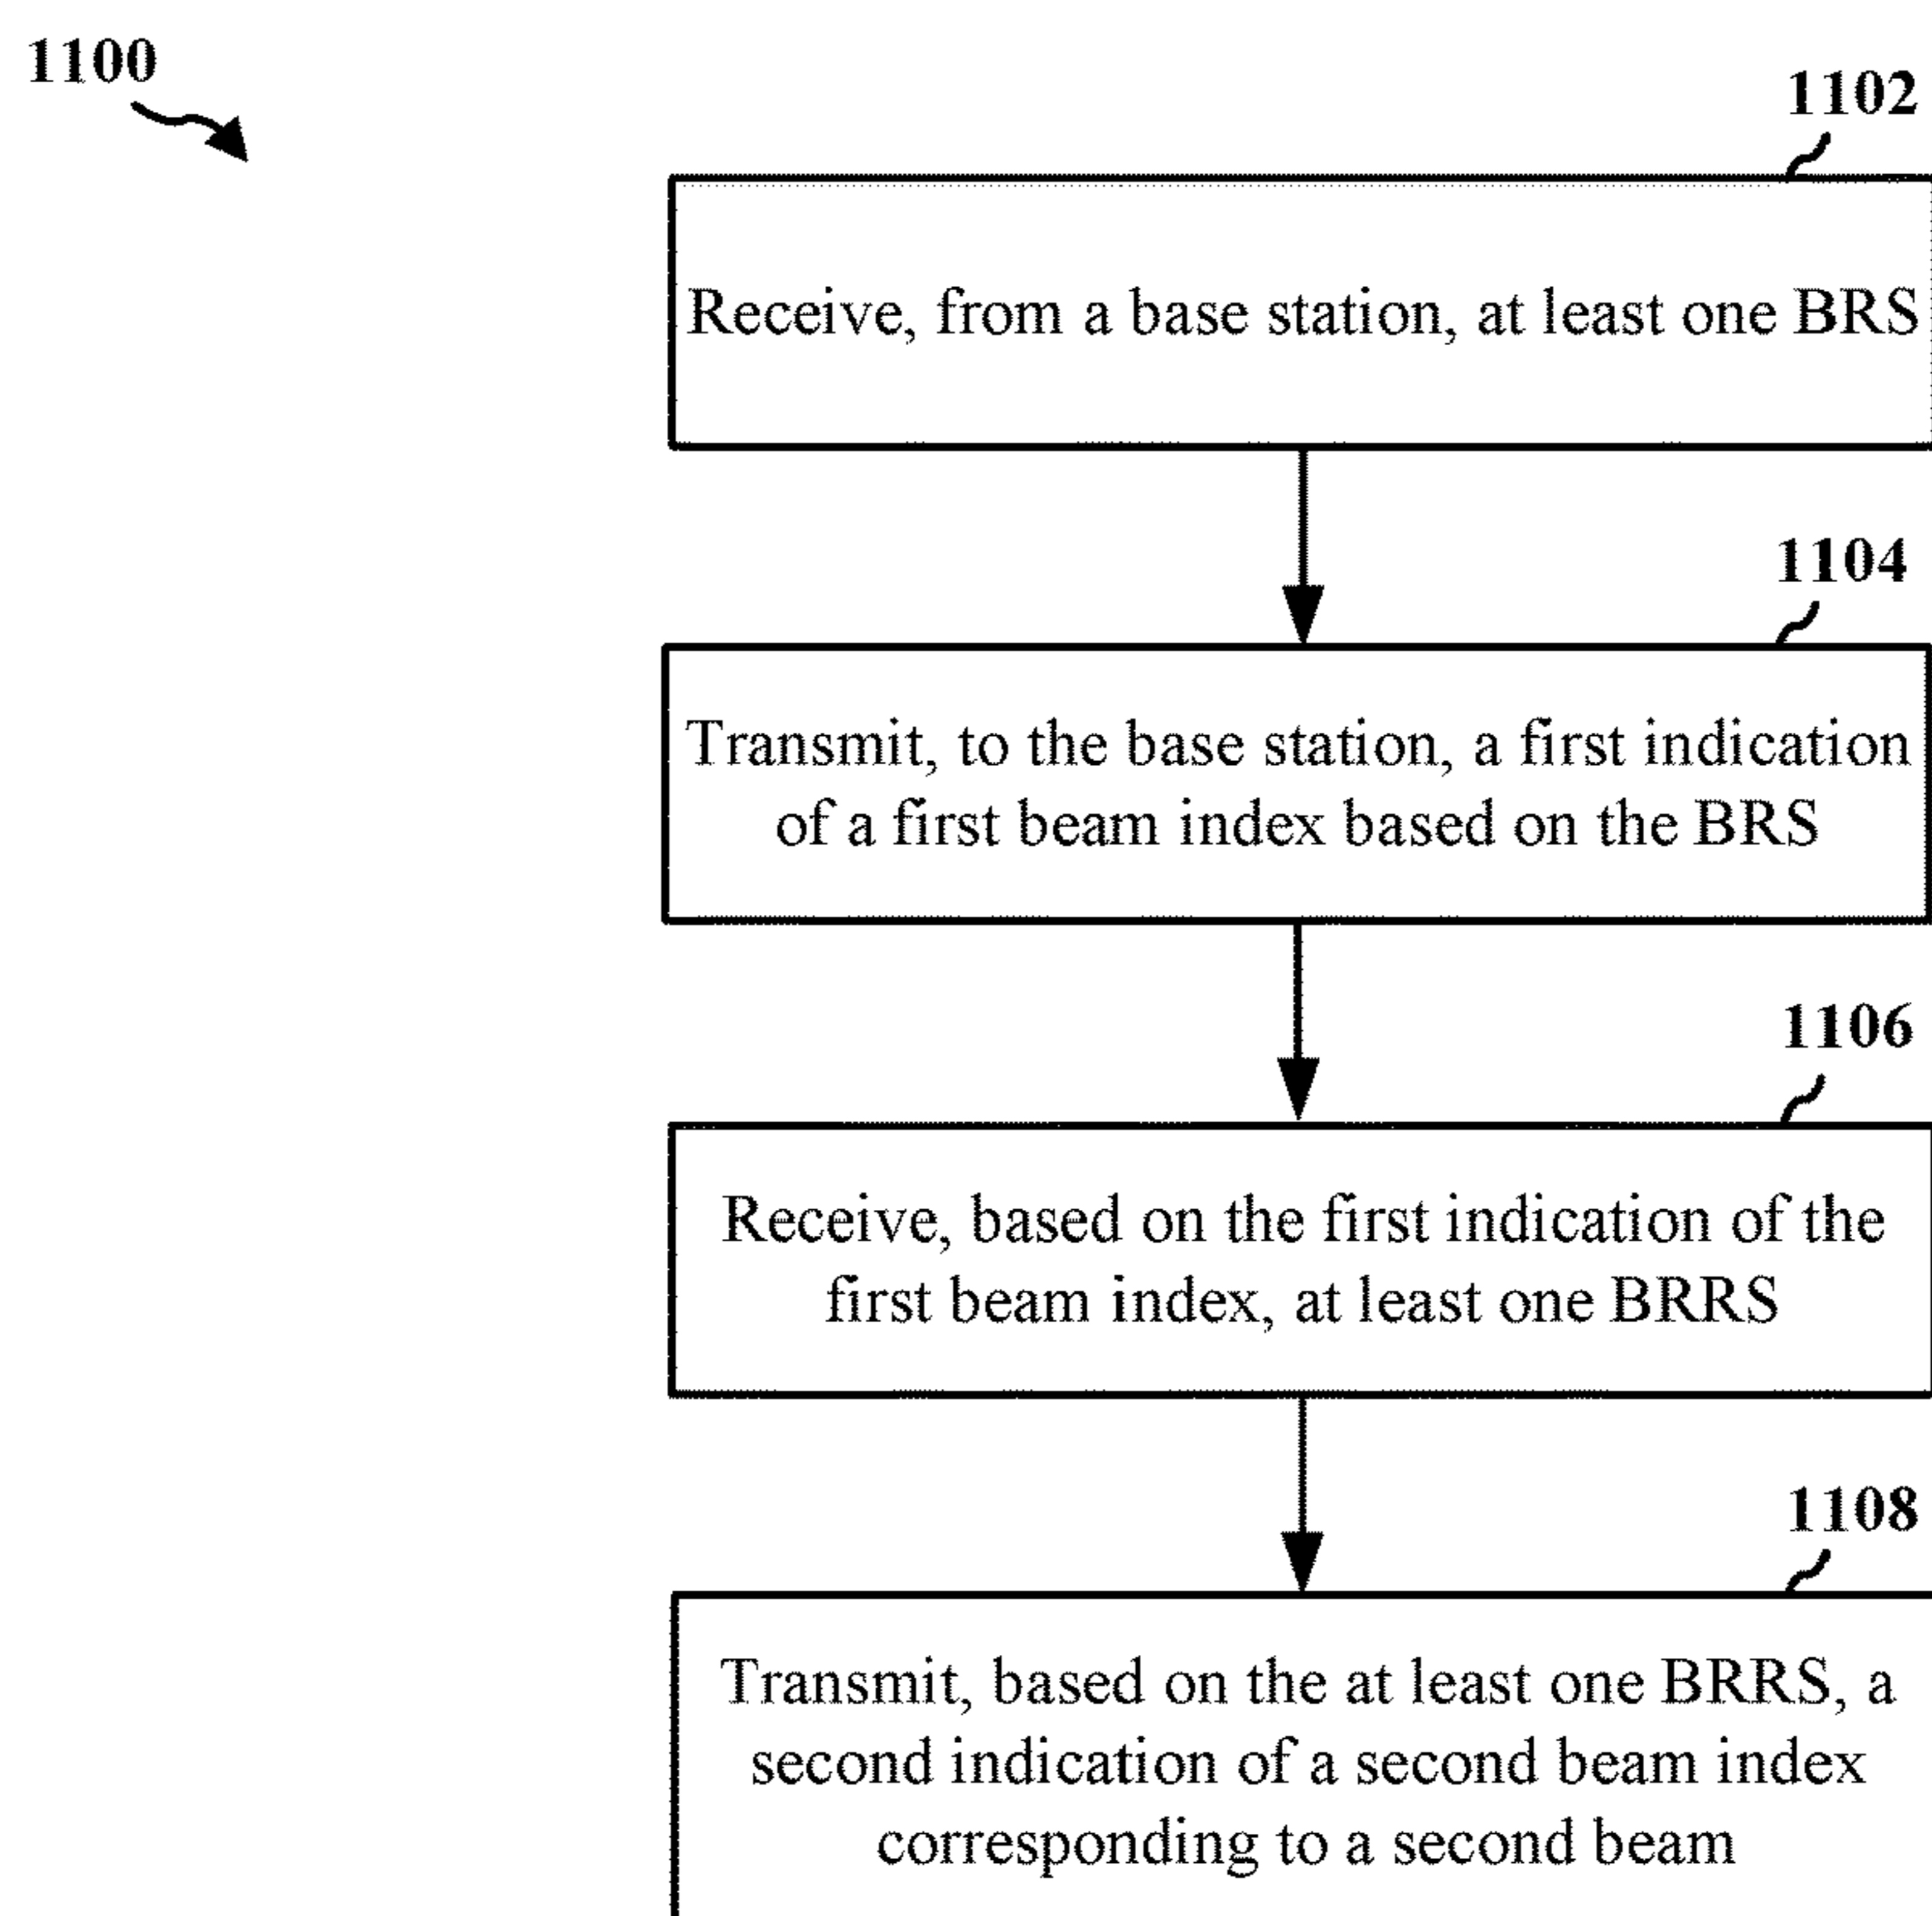 1100
1102
Receive, from a base station, at least one BRS
1104
Transmit, to the base station, a first indication
of a first beam index based on the BRS
1106
Receive, based on the first indication of the
first beam index, at least one BRRS
1108
Transmit, based on the at least one BRRS, a
second indication of a second beam index
corresponding to a second beam